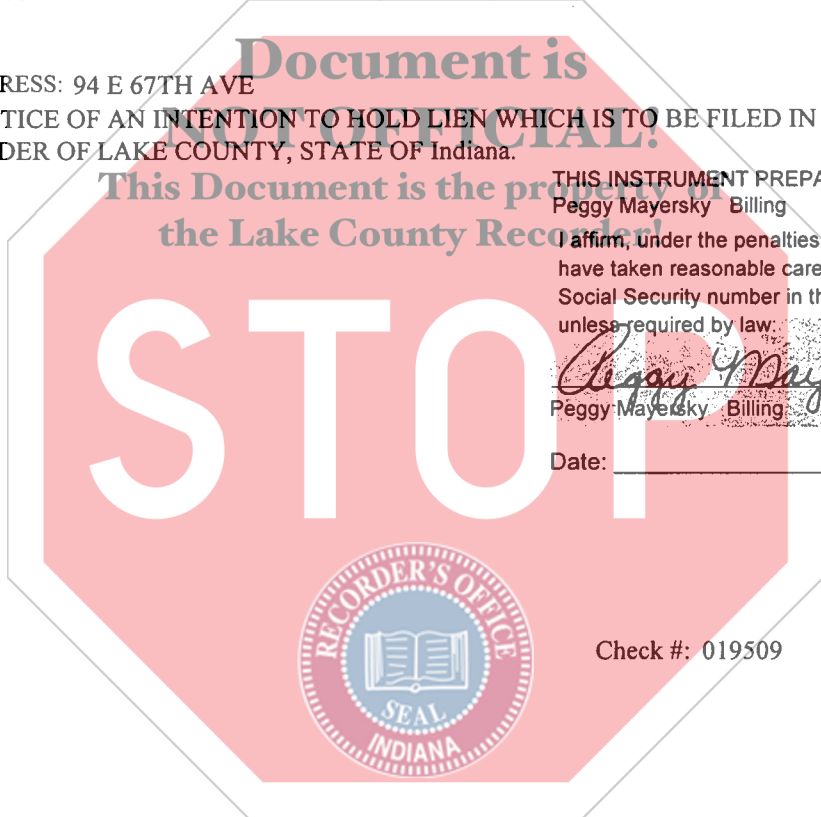 Document is
RESS: 94 E 67TH AVE
NOT OFFICIAL!
TICE OF AN INTENTION TO HOLD LIEN WHICH IS TO BE FILED IN
DER OF LAKE COUNTY, STATE OF Indiana.
This Document is the property of
the Lake County Recorder!
THIS INSTRUMENT PREPA
Peggy Mayersky Billing
I affirm, under the penalties
have taken reasonable care
Social Security number in th
unless required by law:
Peggy May
Peggy Mayersky Billing
Date:
STOP
RECORDER'S OFFICE
SEAL
INDIANA
Check #: 019509